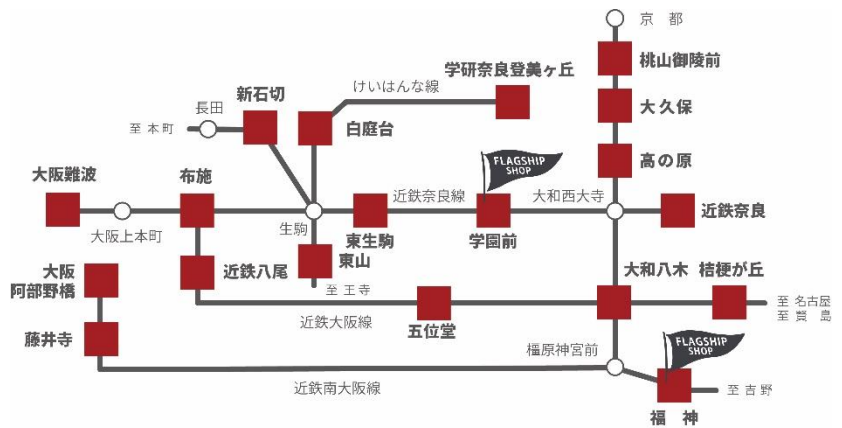 京都
桃山御陵前
大久保
高の原
学研奈良登美ヶ丘
けいはんな線
新石切
長田
至本町
白庭台
FLAGSHIP
SHOP
大阪難波
布施
近鉄奈良線
大和西大寺
近鉄奈良
大阪上本町
生駒
東生駒
学園前
東山
至王寺
大阪
阿部野橋
近鉄八尾
大和八木
桔梗が丘
近鉄大阪線
五位堂
至名古屋
至賢島
藤井寺
橿原神宮前
FLAGSHIP
SHOP
近鉄南大阪線
至吉野
福神